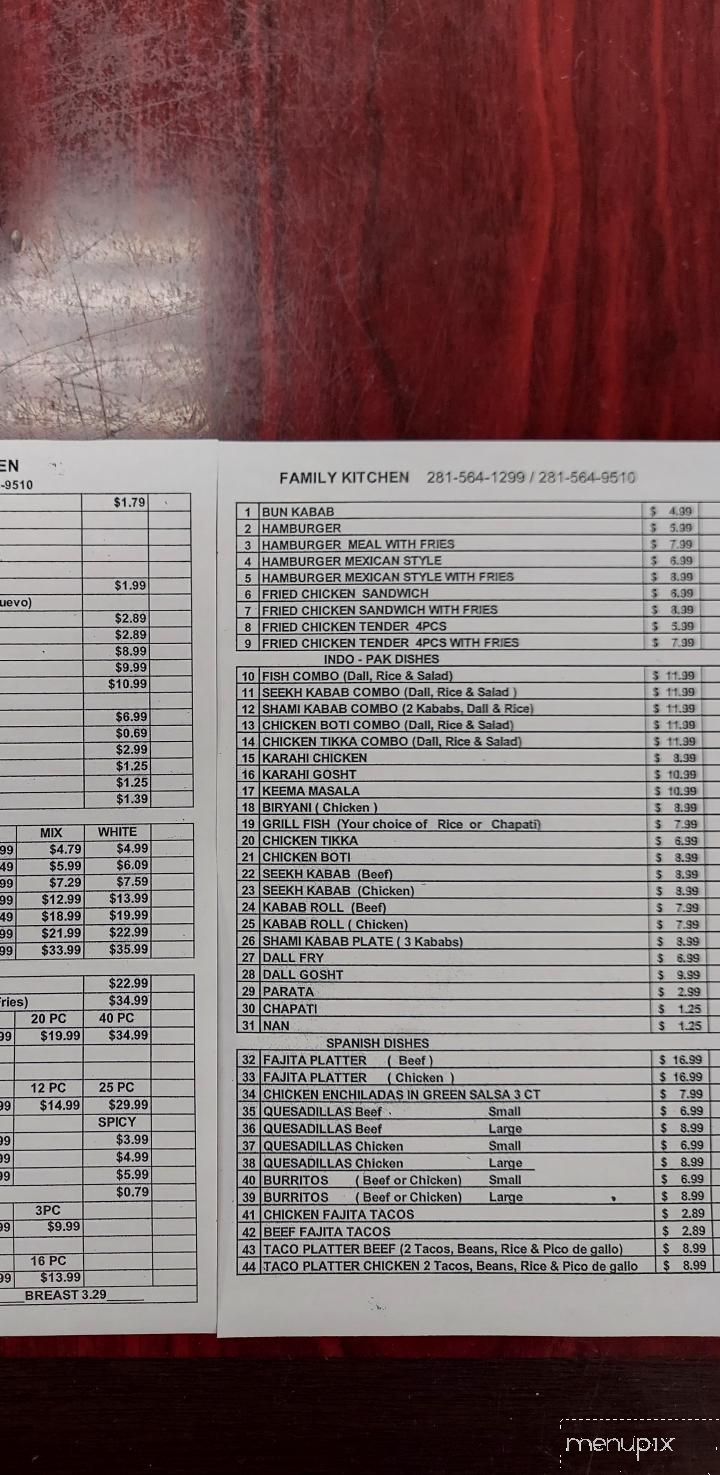 EN
-9510
$1.79
$1.99
uevo)
$2.89
$2.89
$8.99
$9.99
$10.99
$6.99
$0.69
$2.99
$1.25
$1.25
$1.39
MIX WHITE
99 $4.79 $4.99
49 $5.99 $6.09
99 $7.29 $7.59
99 $12.99 $13.99
49 $18.99 $19.99
99 $21.99 $22.99
99 $33.99 $35.99
$22.99
ries) $34.99
20 PC 40 PC
99 $19.99 $34.99
12 PC 25 PC
99 $14.99 $29.99
SPICY
99 $3.99
99 $4.99
99 $5.99
$0.79
3PC
99 $9.99
16 PC
99 $13.99
BREAST 3.29
FAMILY KITCHEN 281-564-1299 / 281-564-9510
1 BUN KABAB $ 4.99
2 HAMBURGER $ 5.99
3 HAMBURGER MEAL WITH FRIES $ 7.99
4 HAMBURGER MEXICAN STYLE $ 6.99
5 HAMBURGER MEXICAN STYLE WITH FRIES $ 8.99
6 FRIED CHICKEN SANDWICH $ 6.99
7 FRIED CHICKEN SANDWICH WITH FRIES $ 8.99
8 FRIED CHICKEN TENDER 4PCS $ 5.99
9 FRIED CHICKEN TENDER 4PCS WITH FRIES $ 7.99
INDO - PAK DISHES
10 FISH COMBO (Dall, Rice & Salad) $ 11.99
11 SEEKH KABAB COMBO (Dall, Rice & Salad ) $ 11.99
12 SHAMI KABAB COMBO (2 Kababs, Dall & Rice) $ 11.99
13 CHICKEN BOTI COMBO (Dall, Rice & Salad) $ 11.99
14 CHICKEN TIKKA COMBO (Dall, Rice & Salad) $ 11.99
15 KARAHI CHICKEN $ 8.99
16 KARAHI GOSHT $ 10.99
17 KEEMA MASALA $ 10.99
18 BIRYANI ( Chicken ) $ 8.99
19 GRILL FISH (Your choice of Rice or Chapati) $ 7.99
20 CHICKEN TIKKA $ 6.99
21 CHICKEN BOTI $ 8.99
22 SEEKH KABAB (Beef) $ 8.99
23 SEEKH KABAB (Chicken) $ 8.99
24 KABAB ROLL (Beef) $ 7.99
25 KABAB ROLL ( Chicken) $ 7.99
26 SHAMI KABAB PLATE ( 3 Kababs) $ 8.99
27 DALL FRY $ 6.99
28 DALL GOSHT $ 9.99
29 PARATA $ 2.99
30 CHAPATI $ 1.25
31 NAN $ 1.25
SPANISH DISHES
32 FAJITA PLATTER ( Beef ) $ 16.99
33 FAJITA PLATTER ( Chicken ) $ 16.99
34 CHICKEN ENCHILADAS IN GREEN SALSA 3 CT $ 7.99
35 QUESADILLAS Beef Small $ 6.99
36 QUESADILLAS Beef Large $ 8.99
37 QUESADILLAS Chicken Small $ 6.99
38 QUESADILLAS Chicken Large $ 8.99
40 BURRITOS ( Beef or Chicken) Small $ 6.99
39 BURRITOS ( Beef or Chicken) Large $ 8.99
41 CHICKEN FAJITA TACOS $ 2.89
42 BEEF FAJITA TACOS $ 2.89
43 TACO PLATTER BEEF (2 Tacos, Beans, Rice & Pico de gallo) $ 8.99
44 TACO PLATTER CHICKEN 2 Tacos, Beans, Rice & Pico de gallo $ 8.99
menupix